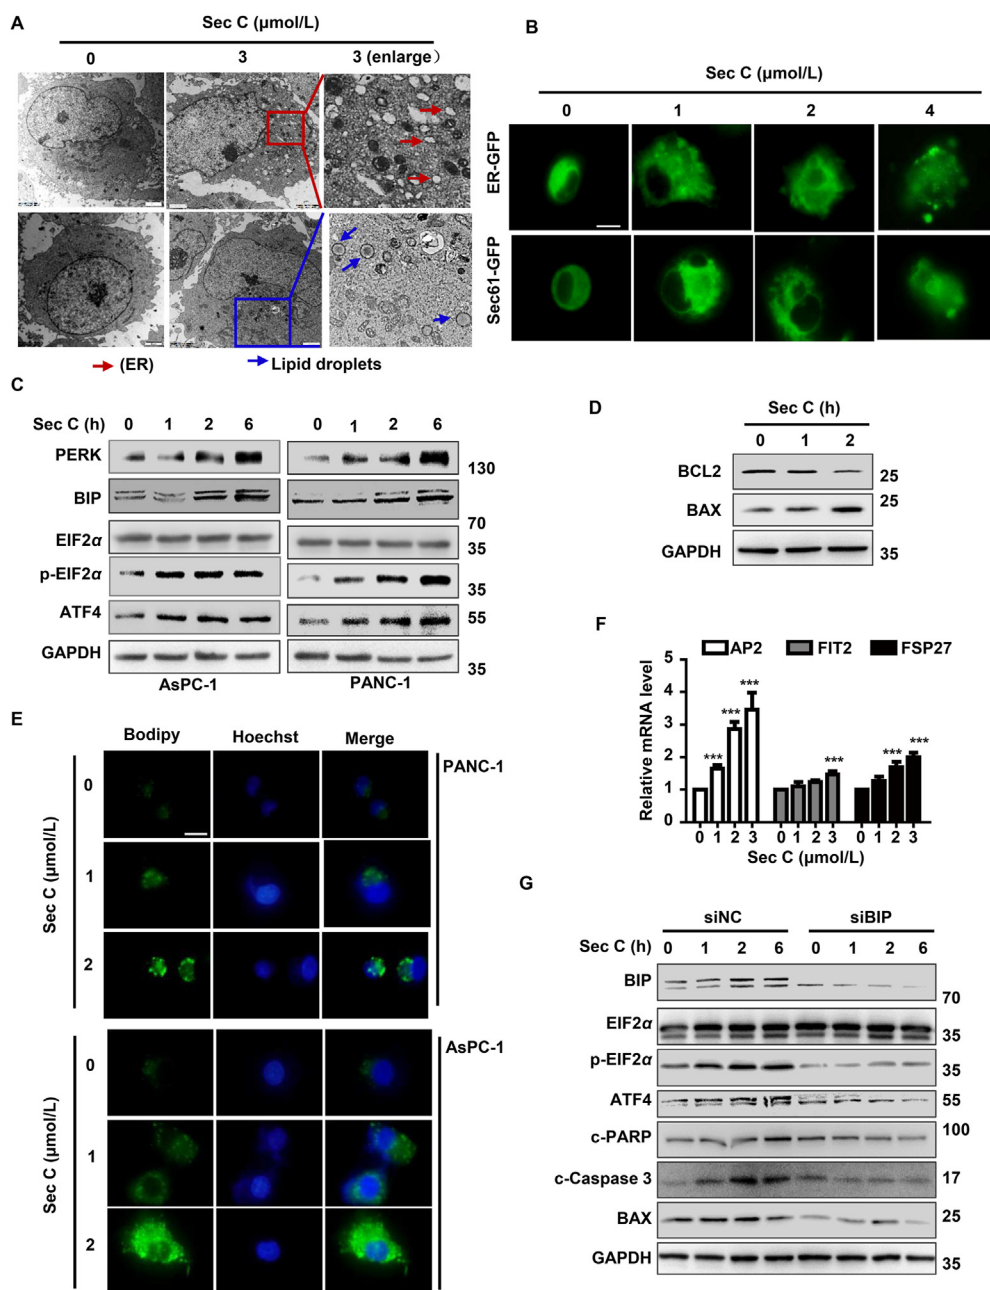 A
Sec C (μmol/L)
0 3 3 (enlarge）
(ER)
Lipid droplets
B
Sec C (μmol/L)
0 1 2 4
ER-GFP
Sec61-GFP
C
Sec C (h) 0 1 2 6 0 1 2 6
PERK 130
BIP 70
EIF2α 35
p-EIF2α 35
ATF4 55
GAPDH 35
AsPC-1 PANC-1
D
Sec C (h)
0 1 2
BCL2 25
BAX 25
GAPDH 35
E
Bodipy Hoechst Merge
PANC-1
Sec C (μmol/L)
0
1
2
AsPC-1
Sec C (μmol/L)
0
1
2
F
AP2 FIT2 FSP27
Relative mRNA level
5
4
3
2
1
0
*** *** *** *** *** ***
0 1 2 3 0 1 2 3 0 1 2 3
Sec C (μmol/L)
G
siNC siBIP
Sec C (h) 0 1 2 6 0 1 2 6
BIP 70
EIF2α 35
p-EIF2α 35
ATF4 55
c-PARP 100
c-Caspase 3 17
BAX 25
GAPDH 35